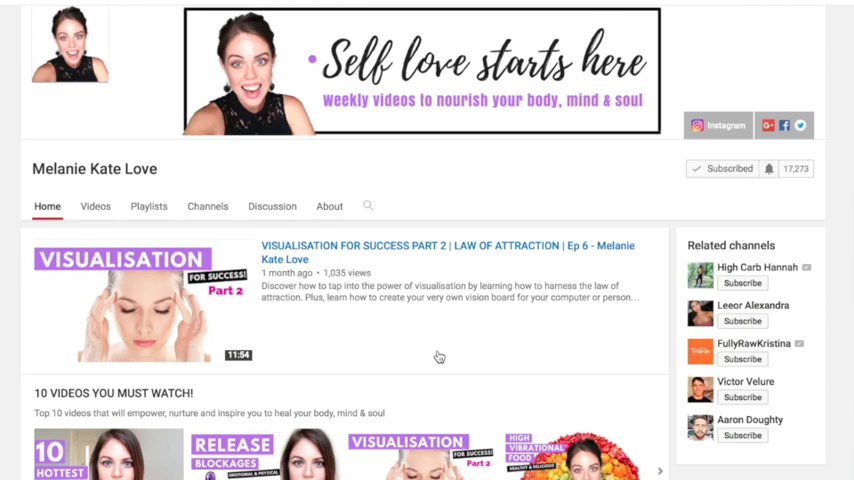 Self love starts here
Weekly videos to nourish your body, mind & soul
Instagram
Melanie Kate Love
Subscribed
17,273
Home
Videos
Playlists
Channels
Discussion
About
VISUALISATION
FOR SUCCESS!
Part 2
11:54
VISUALISATION FOR SUCCESS PART 2 | LAW OF ATTRACTION | Ep 6 - Melanie
Kate Love
1 month ago • 1,035 views
Discover how to tap into the power of visualisation by learning how to harness the law of
attraction. Plus, learn how to create your very own vision board for your computer or person...
Related channels
High Carb Hannah
Subscribe
Leeor Alexandra
Subscribe
FullyRawKristina
Subscribe
Victor Velure
Subscribe
Aaron Doughty
Subscribe
10 VIDEOS YOU MUST WATCH!
Top 10 videos that will empower, nurture and inspire you to heal your body, mind & soul
10
HOTTEST
RELEASE
BLOCKAGES
EMOTIONAL & PHYSICAL
VISUALISATION
FOR SUCCESS!
Part 2
HIGH
VIBRATIONAL
FOOD
HEALTHY & DELICIOUS